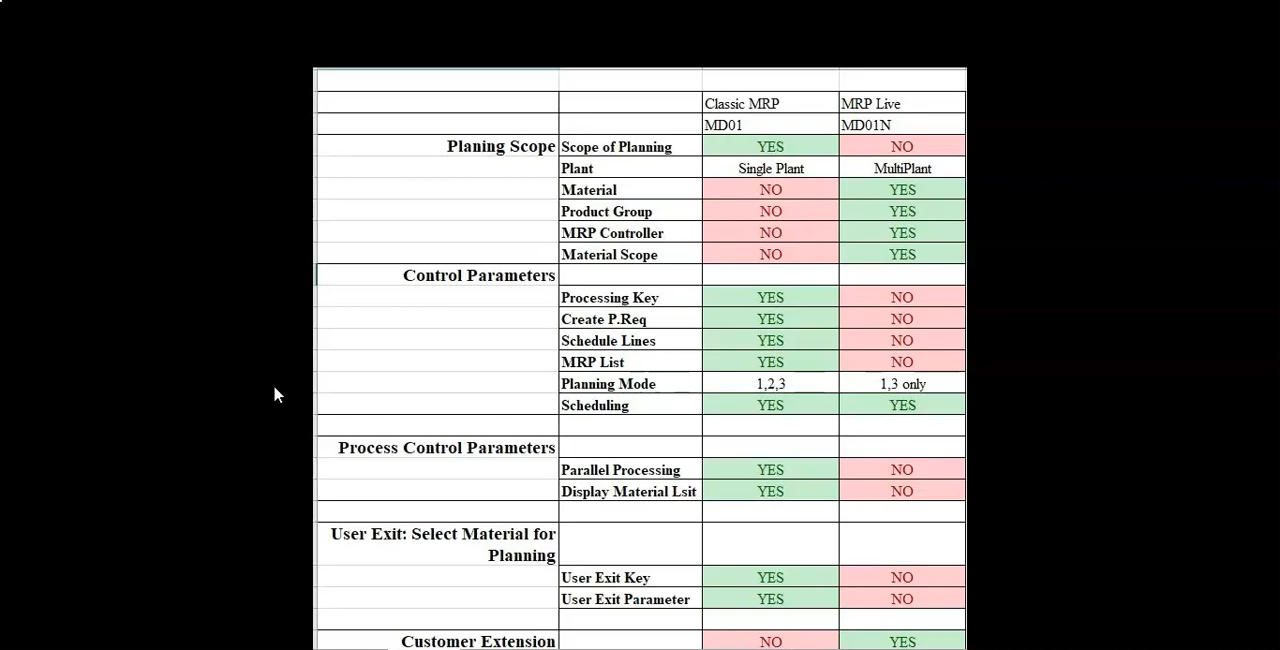 Classic MRP MRP Live
MD01 MD01N
Planing Scope Scope of Planning YES NO
Plant Single Plant MultiPlant
Material NO YES
Product Group NO YES
MRP Controller NO YES
Material Scope NO YES
Control Parameters
Processing Key YES NO
Create P.Req YES NO
Schedule Lines YES NO
MRP List YES NO
Planning Mode 1,2,3 1,3 only
Scheduling YES YES
Process Control Parameters
Parallel Processing YES NO
Display Material Lsit YES NO
User Exit: Select Material for
Planning
User Exit Key YES NO
User Exit Parameter YES NO
Customer Extension NO YES